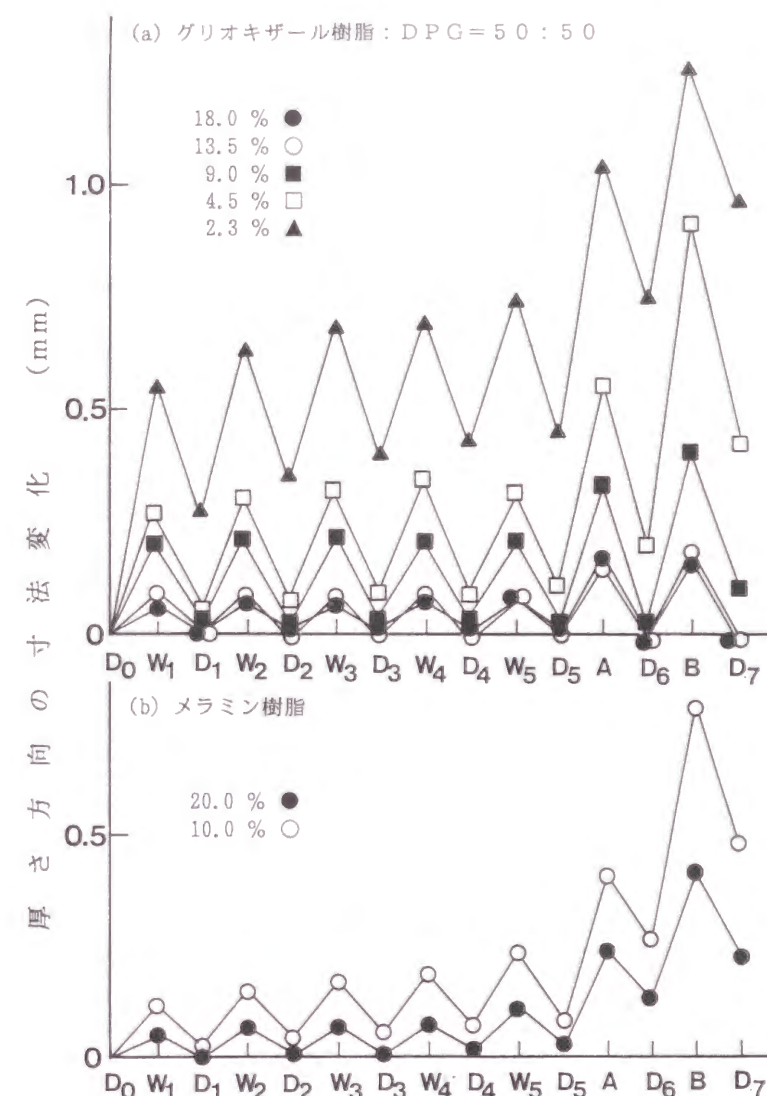 (a) グリオキザール樹脂:DPG=50:50
18.0 % ●
13.5 % ○
9.0 % ■
4.5 % □
2.3 % ▲
1.0
0.5
0
D₀ W₁ D₁ W₂ D₂ W₃ D₃ W₄ D₄ W₅ D₅ A D₆ B D₇
厚さ方向の寸法変化 (mm)
(b) メラミン樹脂
20.0 % ●
10.0 % ○
0.5
0
D₀ W₁ D₁ W₂ D₂ W₃ D₃ W₄ D₄ W₅ D₅ A D₆ B D₇